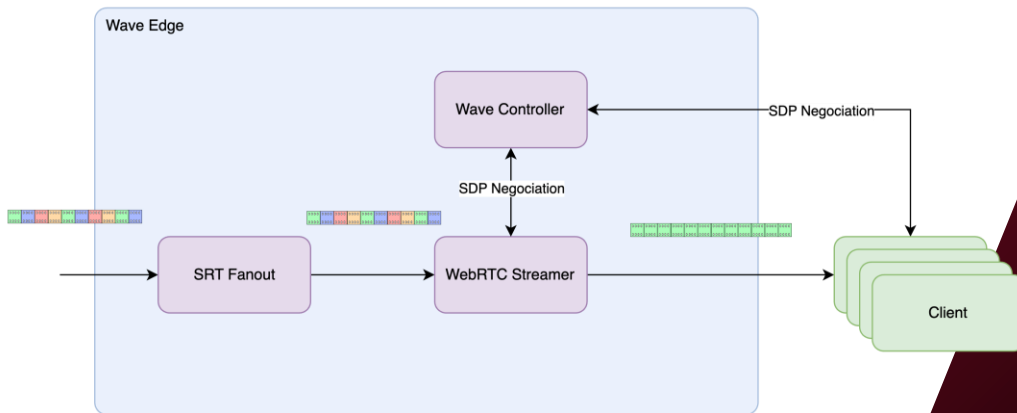 Wave Edge
Wave Controller
SDP Negociation
SDP Negociation
SRT Fanout
WebRTC Streamer
Client